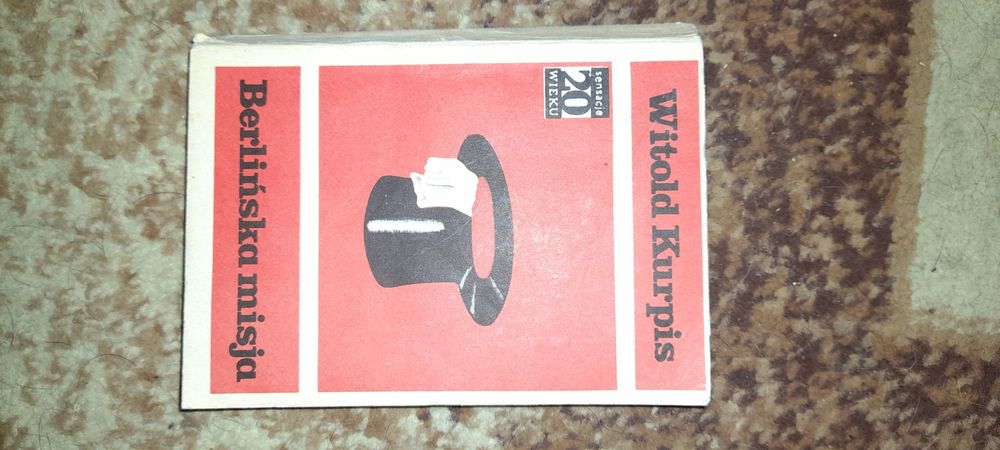 Witold Kurpis
sensacje
20
WIEKU
Berlińska misja